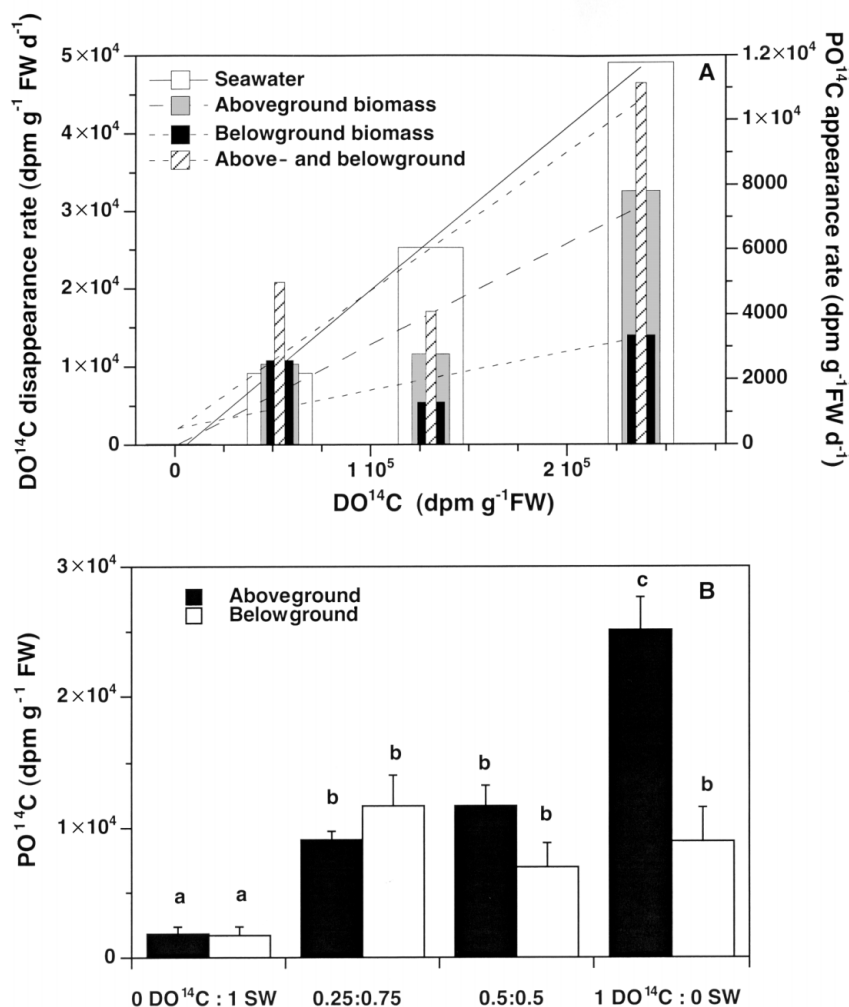 A
DO¹⁴C disappearance rate (dpm g⁻¹ FW d⁻¹)
PO¹⁴C appearance rate (dpm g⁻¹FW d⁻¹)
5×10⁴
4×10⁴
3×10⁴
2×10⁴
1×10⁴
0
1.2×10⁴
1×10⁴
8000
6000
4000
2000
0
Seawater
Aboveground biomass
Belowground biomass
Above- and belowground
0 1 10⁵ 2 10⁵
DO¹⁴C (dpm g⁻¹FW)
B
PO¹⁴C (dpm g⁻¹ FW)
3×10⁴
2×10⁴
1×10⁴
0
Aboveground
Belowground
a a b b b b c b
0 DO¹⁴C : 1 SW 0.25:0.75 0.5:0.5 1 DO¹⁴C : 0 SW